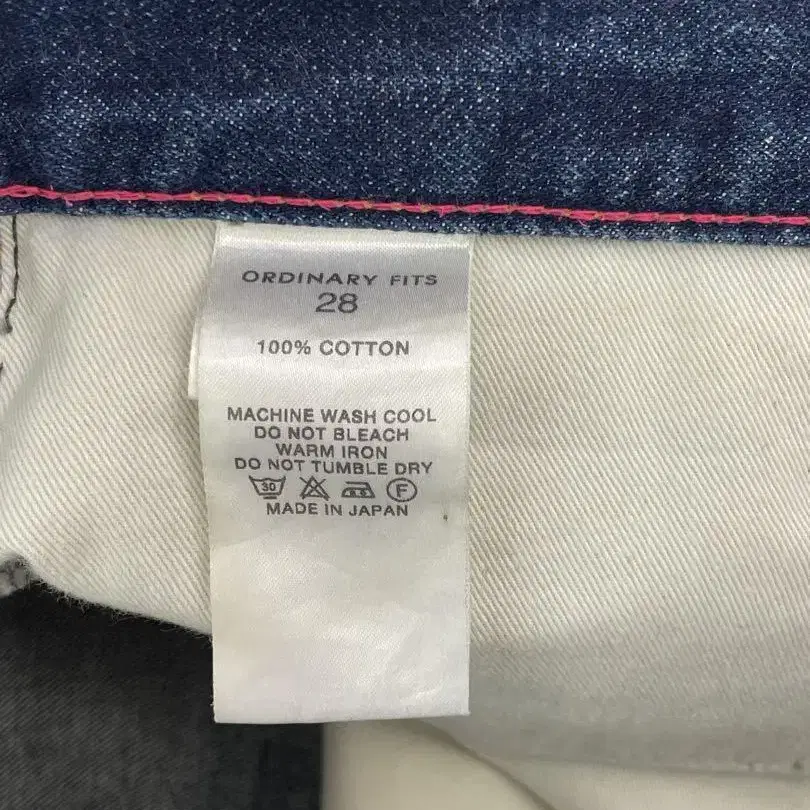 ORDINARY FITS
28
100% COTTON
MACHINE WASH COOL
DO NOT BLEACH
WARM IRON
DO NOT TUMBLE DRY
30 F
MADE IN JAPAN